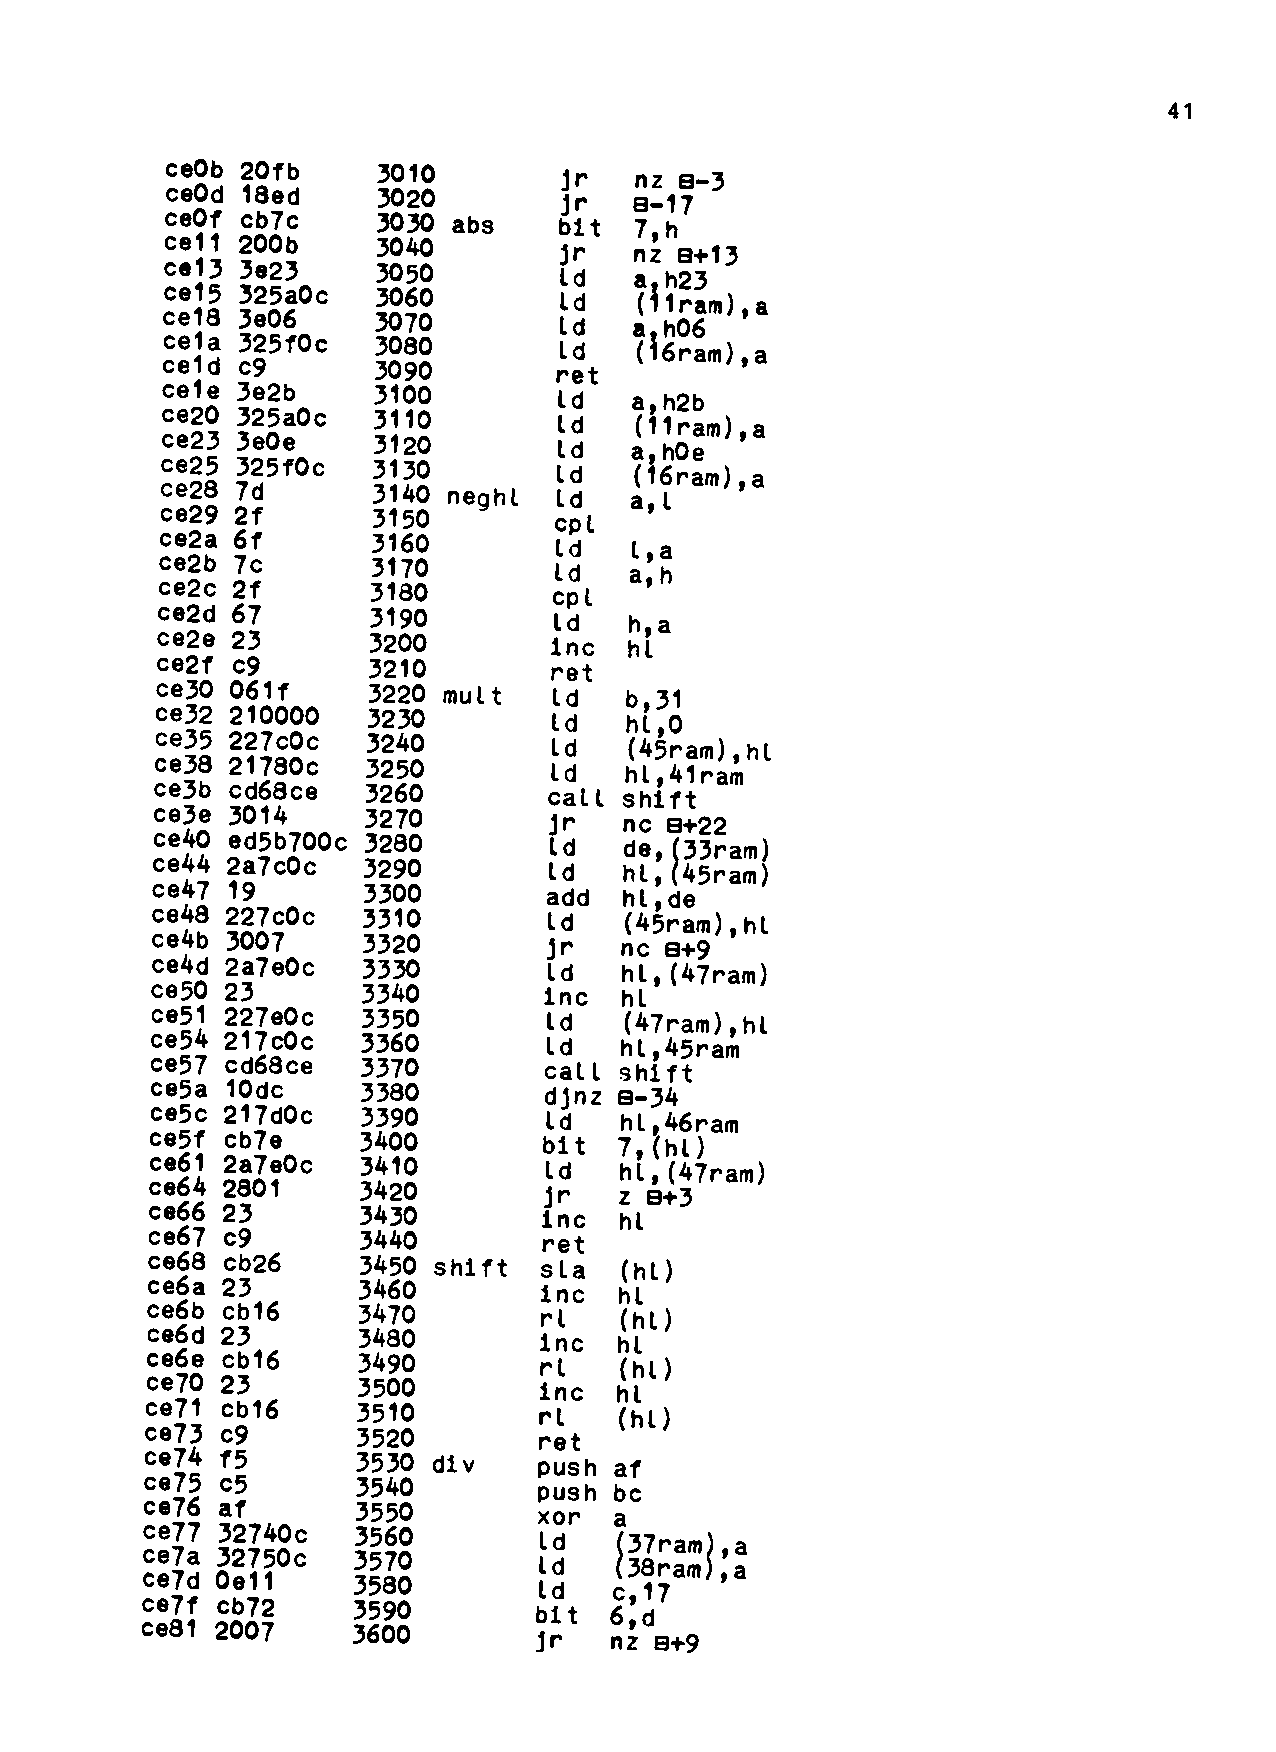 41
ce0b 20fb 3010 jr nz ⊟-3
ce0d 18ed 3020 jr ⊟-17
ce0f cb7c 3030 abs bit 7,h
ce11 200b 3040 jr nz ⊟+13
ce13 3e23 3050 ld a,h23
ce15 325a0c 3060 ld (11ram),a
ce18 3e06 3070 ld a,h06
ce1a 325f0c 3080 ld (16ram),a
ce1d c9 3090 ret
ce1e 3e2b 3100 ld a,h2b
ce20 325a0c 3110 ld (11ram),a
ce23 3e0e 3120 ld a,h0e
ce25 325f0c 3130 ld (16ram),a
ce28 7d 3140 neghl ld a,l
ce29 2f 3150 cpl
ce2a 6f 3160 ld l,a
ce2b 7c 3170 ld a,h
ce2c 2f 3180 cpl
ce2d 67 3190 ld h,a
ce2e 23 3200 inc hl
ce2f c9 3210 ret
ce30 061f 3220 mult ld b,31
ce32 210000 3230 ld hl,0
ce35 227c0c 3240 ld (45ram),hl
ce38 21780c 3250 ld hl,41ram
ce3b cd68ce 3260 call shift
ce3e 3014 3270 jr nc ⊟+22
ce40 ed5b700c 3280 ld de,(33ram)
ce44 2a7c0c 3290 ld hl,(45ram)
ce47 19 3300 add hl,de
ce48 227c0c 3310 ld (45ram),hl
ce4b 3007 3320 jr nc ⊟+9
ce4d 2a7e0c 3330 ld hl,(47ram)
ce50 23 3340 inc hl
ce51 227e0c 3350 ld (47ram),hl
ce54 217c0c 3360 ld hl,45ram
ce57 cd68ce 3370 call shift
ce5a 10dc 3380 djnz ⊟-34
ce5c 217d0c 3390 ld hl,46ram
ce5f cb7e 3400 bit 7,(hl)
ce61 2a7e0c 3410 ld hl,(47ram)
ce64 2801 3420 jr z ⊟+3
ce66 23 3430 inc hl
ce67 c9 3440 ret
ce68 cb26 3450 shift sla (hl)
ce6a 23 3460 inc hl
ce6b cb16 3470 rl (hl)
ce6d 23 3480 inc hl
ce6e cb16 3490 rl (hl)
ce70 23 3500 inc hl
ce71 cb16 3510 rl (hl)
ce73 c9 3520 ret
ce74 f5 3530 div push af
ce75 c5 3540 push bc
ce76 af 3550 xor a
ce77 32740c 3560 ld (37ram),a
ce7a 32750c 3570 ld (38ram),a
ce7d 0e11 3580 ld c,17
ce7f cb72 3590 bit 6,d
ce81 2007 3600 jr nz ⊟+9